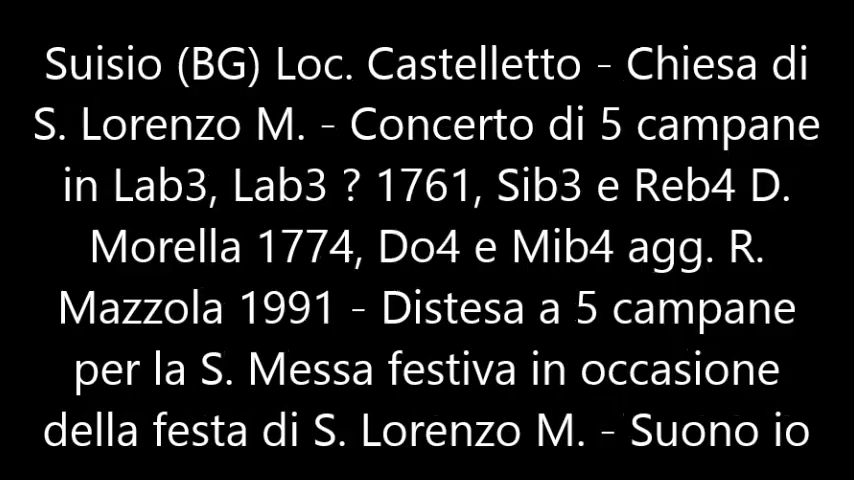 Suisio (BG) Loc. Castelletto - Chiesa di
S. Lorenzo M. - Concerto di 5 campane
in Lab3, Lab3 ? 1761, Sib3 e Reb4 D.
Morella 1774, Do4 e Mib4 agg. R.
Mazzola 1991 - Distesa a 5 campane
per la S. Messa festiva in occasione
della festa di S. Lorenzo M. - Suono io